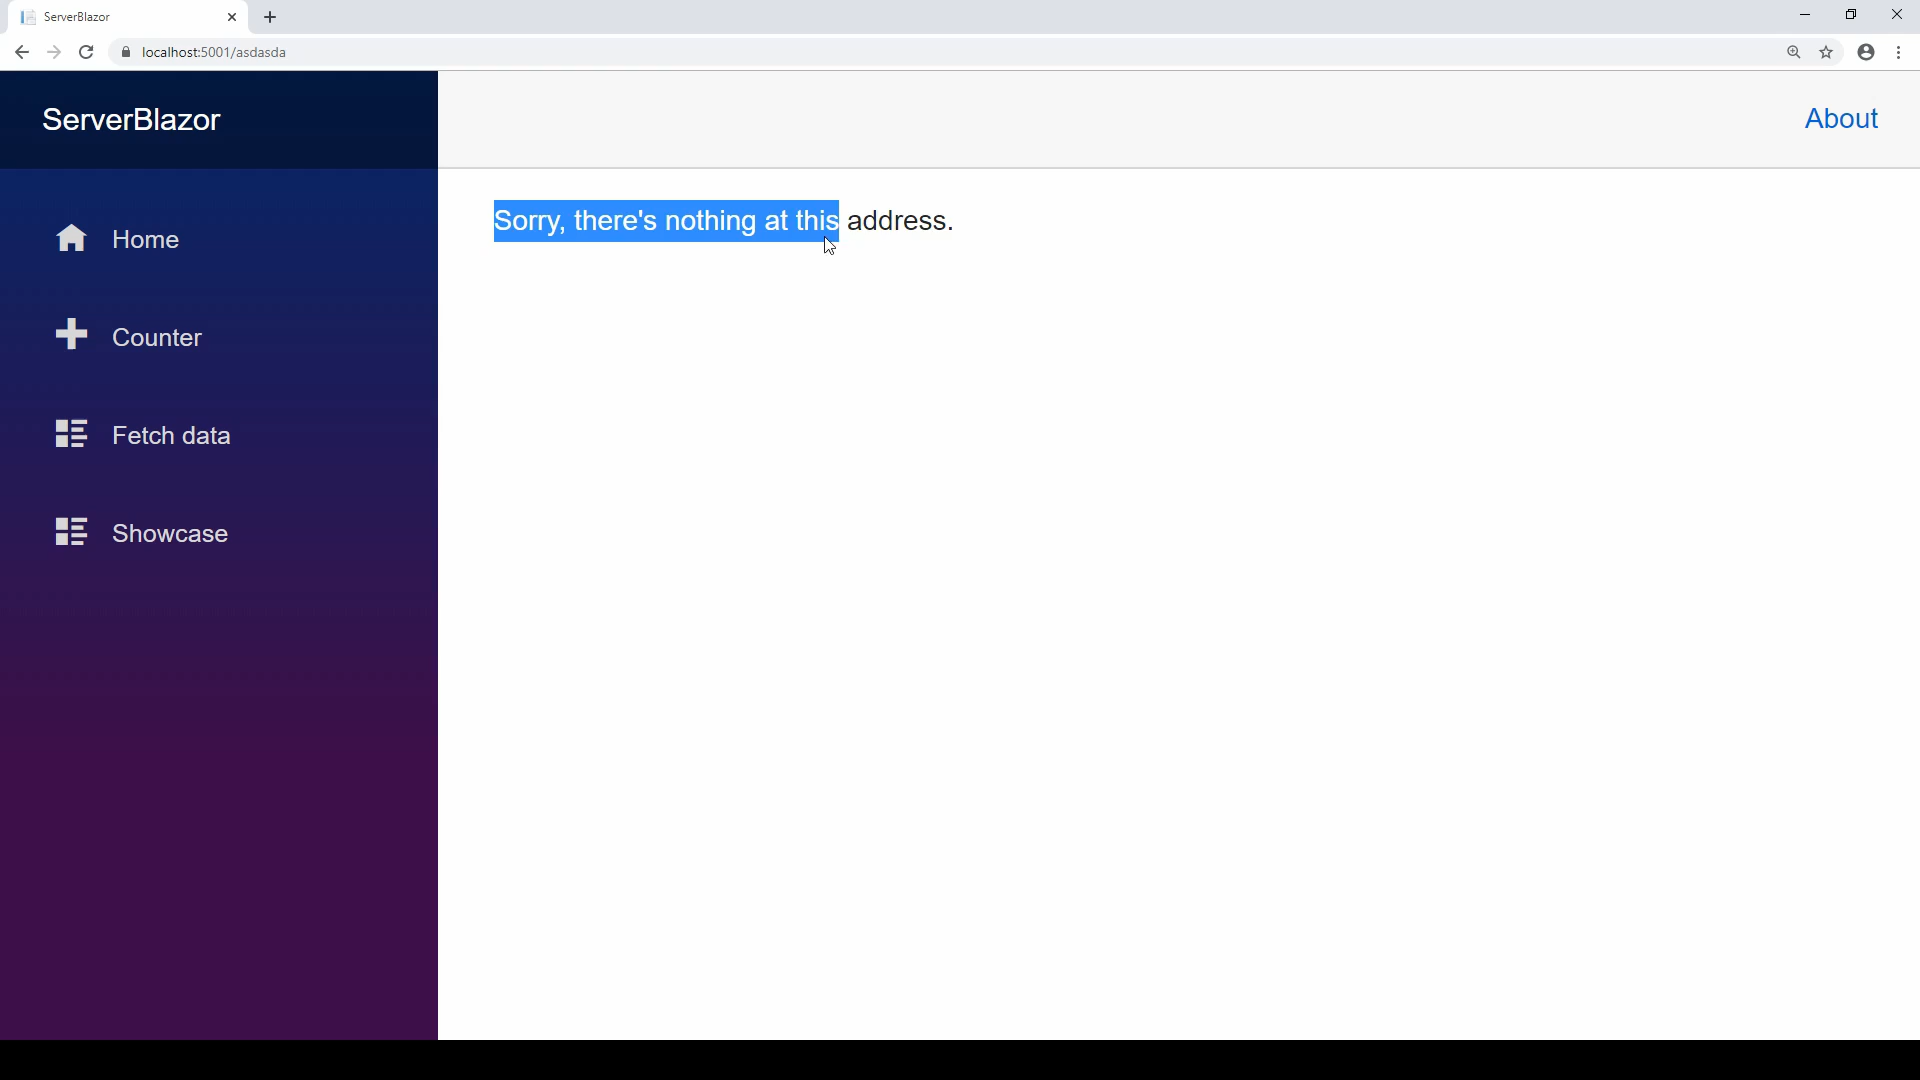 ServerBlazor
localhost:5001/asdasda
ServerBlazor
About
Sorry, there's nothing at this address.
Home
Counter
Fetch data
Showcase